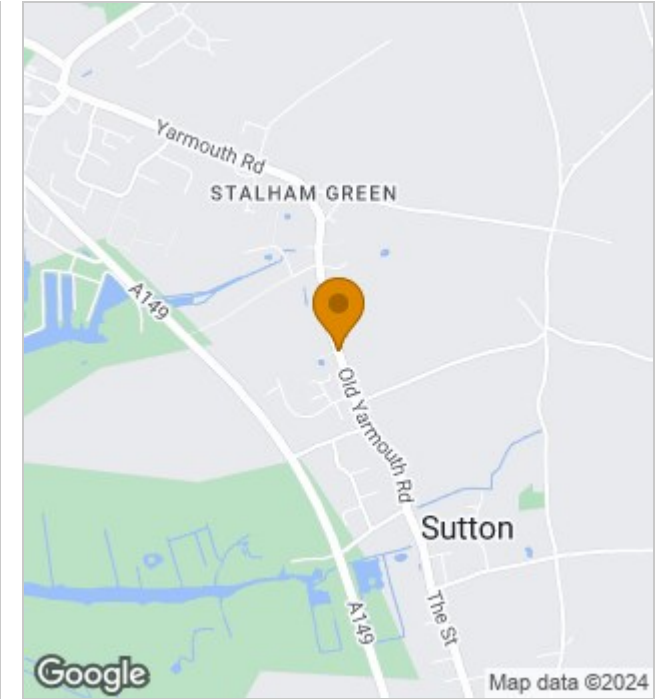 Yarmouth Rd
STALHAM GREEN
A149
Old Yarmouth Rd
Sutton
The St
A149
Google
Map data ©2024